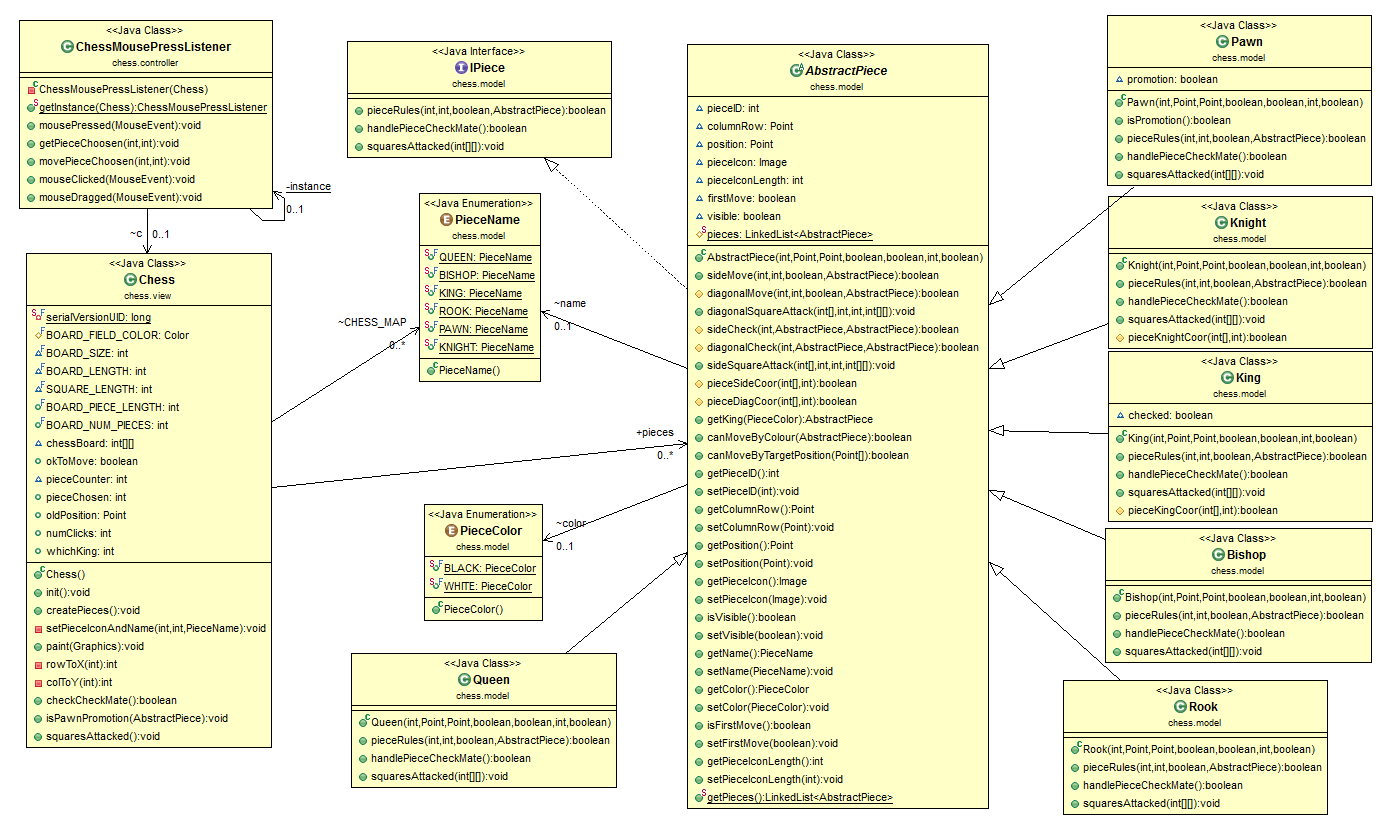 <<Java Class>>
ChessMousePressListener
chess.controller
ChessMousePressListener(Chess)
getInstance(Chess):ChessMousePressListener
mousePressed(MouseEvent):void
getPieceChoosen(int,int):void
movePieceChoosen(int,int):void
mouseClicked(MouseEvent):void
mouseDragged(MouseEvent):void
-instance
0..1
~c
0..1
<<Java Class>>
Chess
chess.view
serialVersionUID: long
BOARD_FIELD_COLOR: Color
BOARD_SIZE: int
BOARD_LENGTH: int
SQUARE_LENGTH: int
BOARD_PIECE_LENGTH: int
BOARD_NUM_PIECES: int
chessBoard: int[][]
okToMove: boolean
pieceCounter: int
pieceChosen: int
oldPosition: Point
numClicks: int
whichKing: int
Chess()
init():void
createPieces():void
setPieceIconAndName(int,int,PieceName):void
paint(Graphics):void
rowToX(int):int
colToY(int):int
checkCheckMate():boolean
isPawnPromotion(AbstractPiece):void
squaresAttacked():void
<<Java Interface>>
IPiece
chess.model
pieceRules(int,int,boolean,AbstractPiece):boolean
handlePieceCheckMate():boolean
squaresAttacked(int[][]):void
<<Java Enumeration>>
PieceName
chess.model
QUEEN: PieceName
BISHOP: PieceName
KING: PieceName
ROOK: PieceName
PAWN: PieceName
KNIGHT: PieceName
PieceName()
~CHESS_MAP
0..*
~name
0..1
+pieces
0..*
<<Java Enumeration>>
PieceColor
chess.model
BLACK: PieceColor
WHITE: PieceColor
PieceColor()
~color
0..1
<<Java Class>>
Queen
chess.model
Queen(int,Point,Point,boolean,boolean,int,boolean)
pieceRules(int,int,boolean,AbstractPiece):boolean
handlePieceCheckMate():boolean
squaresAttacked(int[][]):void
<<Java Class>>
AbstractPiece
chess.model
pieceID: int
columnRow: Point
position: Point
pieceIcon: Image
pieceIconLength: int
firstMove: boolean
visible: boolean
pieces: LinkedList<AbstractPiece>
AbstractPiece(int,Point,Point,boolean,boolean,int,boolean)
sideMove(int,int,boolean,AbstractPiece):boolean
diagonalMove(int,int,boolean,AbstractPiece):boolean
diagonalSquareAttack(int[],int,int,int[][]):void
sideCheck(int,AbstractPiece,AbstractPiece):boolean
diagonalCheck(int,AbstractPiece,AbstractPiece):boolean
sideSquareAttack(int[],int,int,int[][]):void
pieceSideCoor(int[],int):boolean
pieceDiagCoor(int[],int):boolean
getKing(PieceColor):AbstractPiece
canMoveByColour(AbstractPiece):boolean
canMoveByTargetPosition(Point[]):boolean
getPieceID():int
setPieceID(int):void
getColumnRow():Point
setColumnRow(Point):void
getPosition():Point
setPosition(Point):void
getPieceIcon():Image
setPieceIcon(Image):void
isVisible():boolean
setVisible(boolean):void
getName():PieceName
setName(PieceName):void
getColor():PieceColor
setColor(PieceColor):void
isFirstMove():boolean
setFirstMove(boolean):void
getPieceIconLength():int
setPieceIconLength(int):void
getPieces():LinkedList<AbstractPiece>
<<Java Class>>
Pawn
chess.model
promotion: boolean
Pawn(int,Point,Point,boolean,boolean,int,boolean)
isPromotion():boolean
pieceRules(int,int,boolean,AbstractPiece):boolean
handlePieceCheckMate():boolean
squaresAttacked(int[][]):void
<<Java Class>>
Knight
chess.model
Knight(int,Point,Point,boolean,boolean,int,boolean)
pieceRules(int,int,boolean,AbstractPiece):boolean
handlePieceCheckMate():boolean
squaresAttacked(int[][]):void
pieceKnightCoor(int[],int):boolean
<<Java Class>>
King
chess.model
checked: boolean
King(int,Point,Point,boolean,boolean,int,boolean)
pieceRules(int,int,boolean,AbstractPiece):boolean
handlePieceCheckMate():boolean
squaresAttacked(int[][]):void
pieceKingCoor(int[],int):boolean
<<Java Class>>
Bishop
chess.model
Bishop(int,Point,Point,boolean,boolean,int,boolean)
pieceRules(int,int,boolean,AbstractPiece):boolean
handlePieceCheckMate():boolean
squaresAttacked(int[][]):void
<<Java Class>>
Rook
chess.model
Rook(int,Point,Point,boolean,boolean,int,boolean)
pieceRules(int,int,boolean,AbstractPiece):boolean
handlePieceCheckMate():boolean
squaresAttacked(int[][]):void